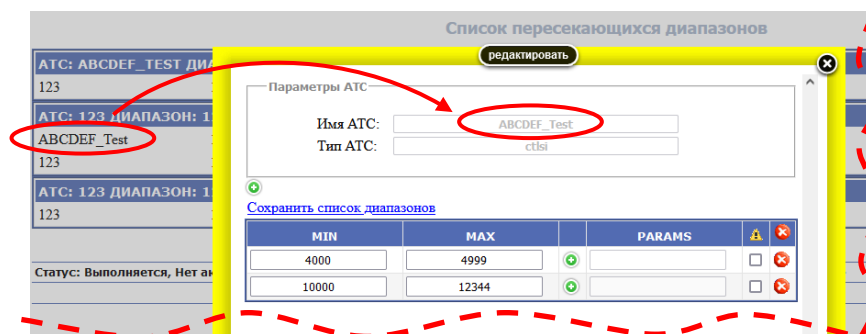 Список пересекающихся диапазонов
редактировать
АТС: ABCDEF_TEST ДИА
123
АТС: 123 ДИАПАЗОН: 1
ABCDEF_Test
123
АТС: 123 ДИАПАЗОН: 1
123
Статус: Выполняется, Нет ак
Параметры АТС
Имя АТС: ABCDEF_Test
Тип АТС: ctlsi
Сохранить список диапазонов
MIN MAX PARAMS
4000 4999
10000 12344